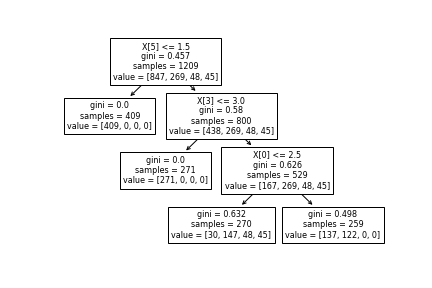 X[5] <= 1.5
gini = 0.457
samples = 1209
value = [847, 269, 48, 45]
gini = 0.0
samples = 409
value = [409, 0, 0, 0]
X[3] <= 3.0
gini = 0.58
samples = 800
value = [438, 269, 48, 45]
gini = 0.0
samples = 271
value = [271, 0, 0, 0]
X[0] <= 2.5
gini = 0.626
samples = 529
value = [167, 269, 48, 45]
gini = 0.632
samples = 270
value = [30, 147, 48, 45]
gini = 0.498
samples = 259
value = [137, 122, 0, 0]